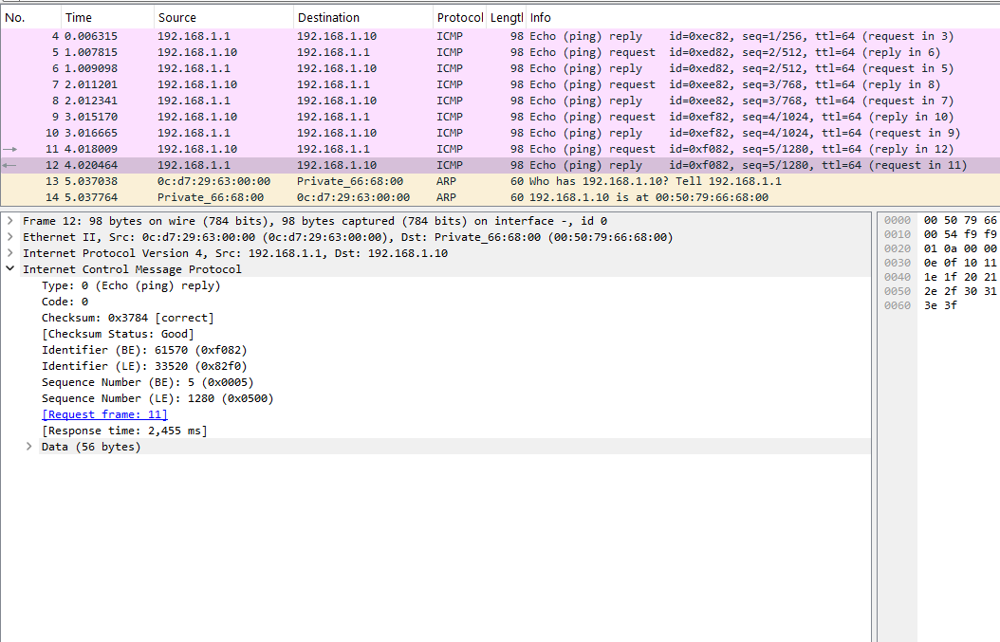 No. Time Source Destination Protocol Lengtl Info
4 0.006315 192.168.1.1 192.168.1.10 ICMP 98 Echo (ping) reply id=0xec82, seq=1/256, ttl=64 (request in 3)
5 1.007815 192.168.1.10 192.168.1.1 ICMP 98 Echo (ping) request id=0xed82, seq=2/512, ttl=64 (reply in 6)
6 1.009098 192.168.1.1 192.168.1.10 ICMP 98 Echo (ping) reply id=0xed82, seq=2/512, ttl=64 (request in 5)
7 2.011201 192.168.1.10 192.168.1.1 ICMP 98 Echo (ping) request id=0xee82, seq=3/768, ttl=64 (reply in 8)
8 2.012341 192.168.1.1 192.168.1.10 ICMP 98 Echo (ping) reply id=0xee82, seq=3/768, ttl=64 (request in 7)
9 3.015170 192.168.1.10 192.168.1.1 ICMP 98 Echo (ping) request id=0xef82, seq=4/1024, ttl=64 (reply in 10)
10 3.016665 192.168.1.1 192.168.1.10 ICMP 98 Echo (ping) reply id=0xef82, seq=4/1024, ttl=64 (request in 9)
11 4.018009 192.168.1.10 192.168.1.1 ICMP 98 Echo (ping) request id=0xf082, seq=5/1280, ttl=64 (reply in 12)
12 4.020464 192.168.1.1 192.168.1.10 ICMP 98 Echo (ping) reply id=0xf082, seq=5/1280, ttl=64 (request in 11)
13 5.037038 0c:d7:29:63:00:00 Private_66:68:00 ARP 60 Who has 192.168.1.10? Tell 192.168.1.1
14 5.037764 Private_66:68:00 0c:d7:29:63:00:00 ARP 60 192.168.1.10 is at 00:50:79:66:68:00
Frame 12: 98 bytes on wire (784 bits), 98 bytes captured (784 bits) on interface -, id 0
Ethernet II, Src: 0c:d7:29:63:00:00 (0c:d7:29:63:00:00), Dst: Private_66:68:00 (00:50:79:66:68:00)
Internet Protocol Version 4, Src: 192.168.1.1, Dst: 192.168.1.10
Internet Control Message Protocol
Type: 0 (Echo (ping) reply)
Code: 0
Checksum: 0x3784 [correct]
[Checksum Status: Good]
Identifier (BE): 61570 (0xf082)
Identifier (LE): 33520 (0x82f0)
Sequence Number (BE): 5 (0x0005)
Sequence Number (LE): 1280 (0x0500)
[Request frame: 11]
[Response time: 2,455 ms]
Data (56 bytes)
0000 00 50 79 66
0010 00 54 f9 f9
0020 01 0a 00 00
0030 0e 0f 10 11
0040 1e 1f 20 21
0050 2e 2f 30 31
0060 3e 3f